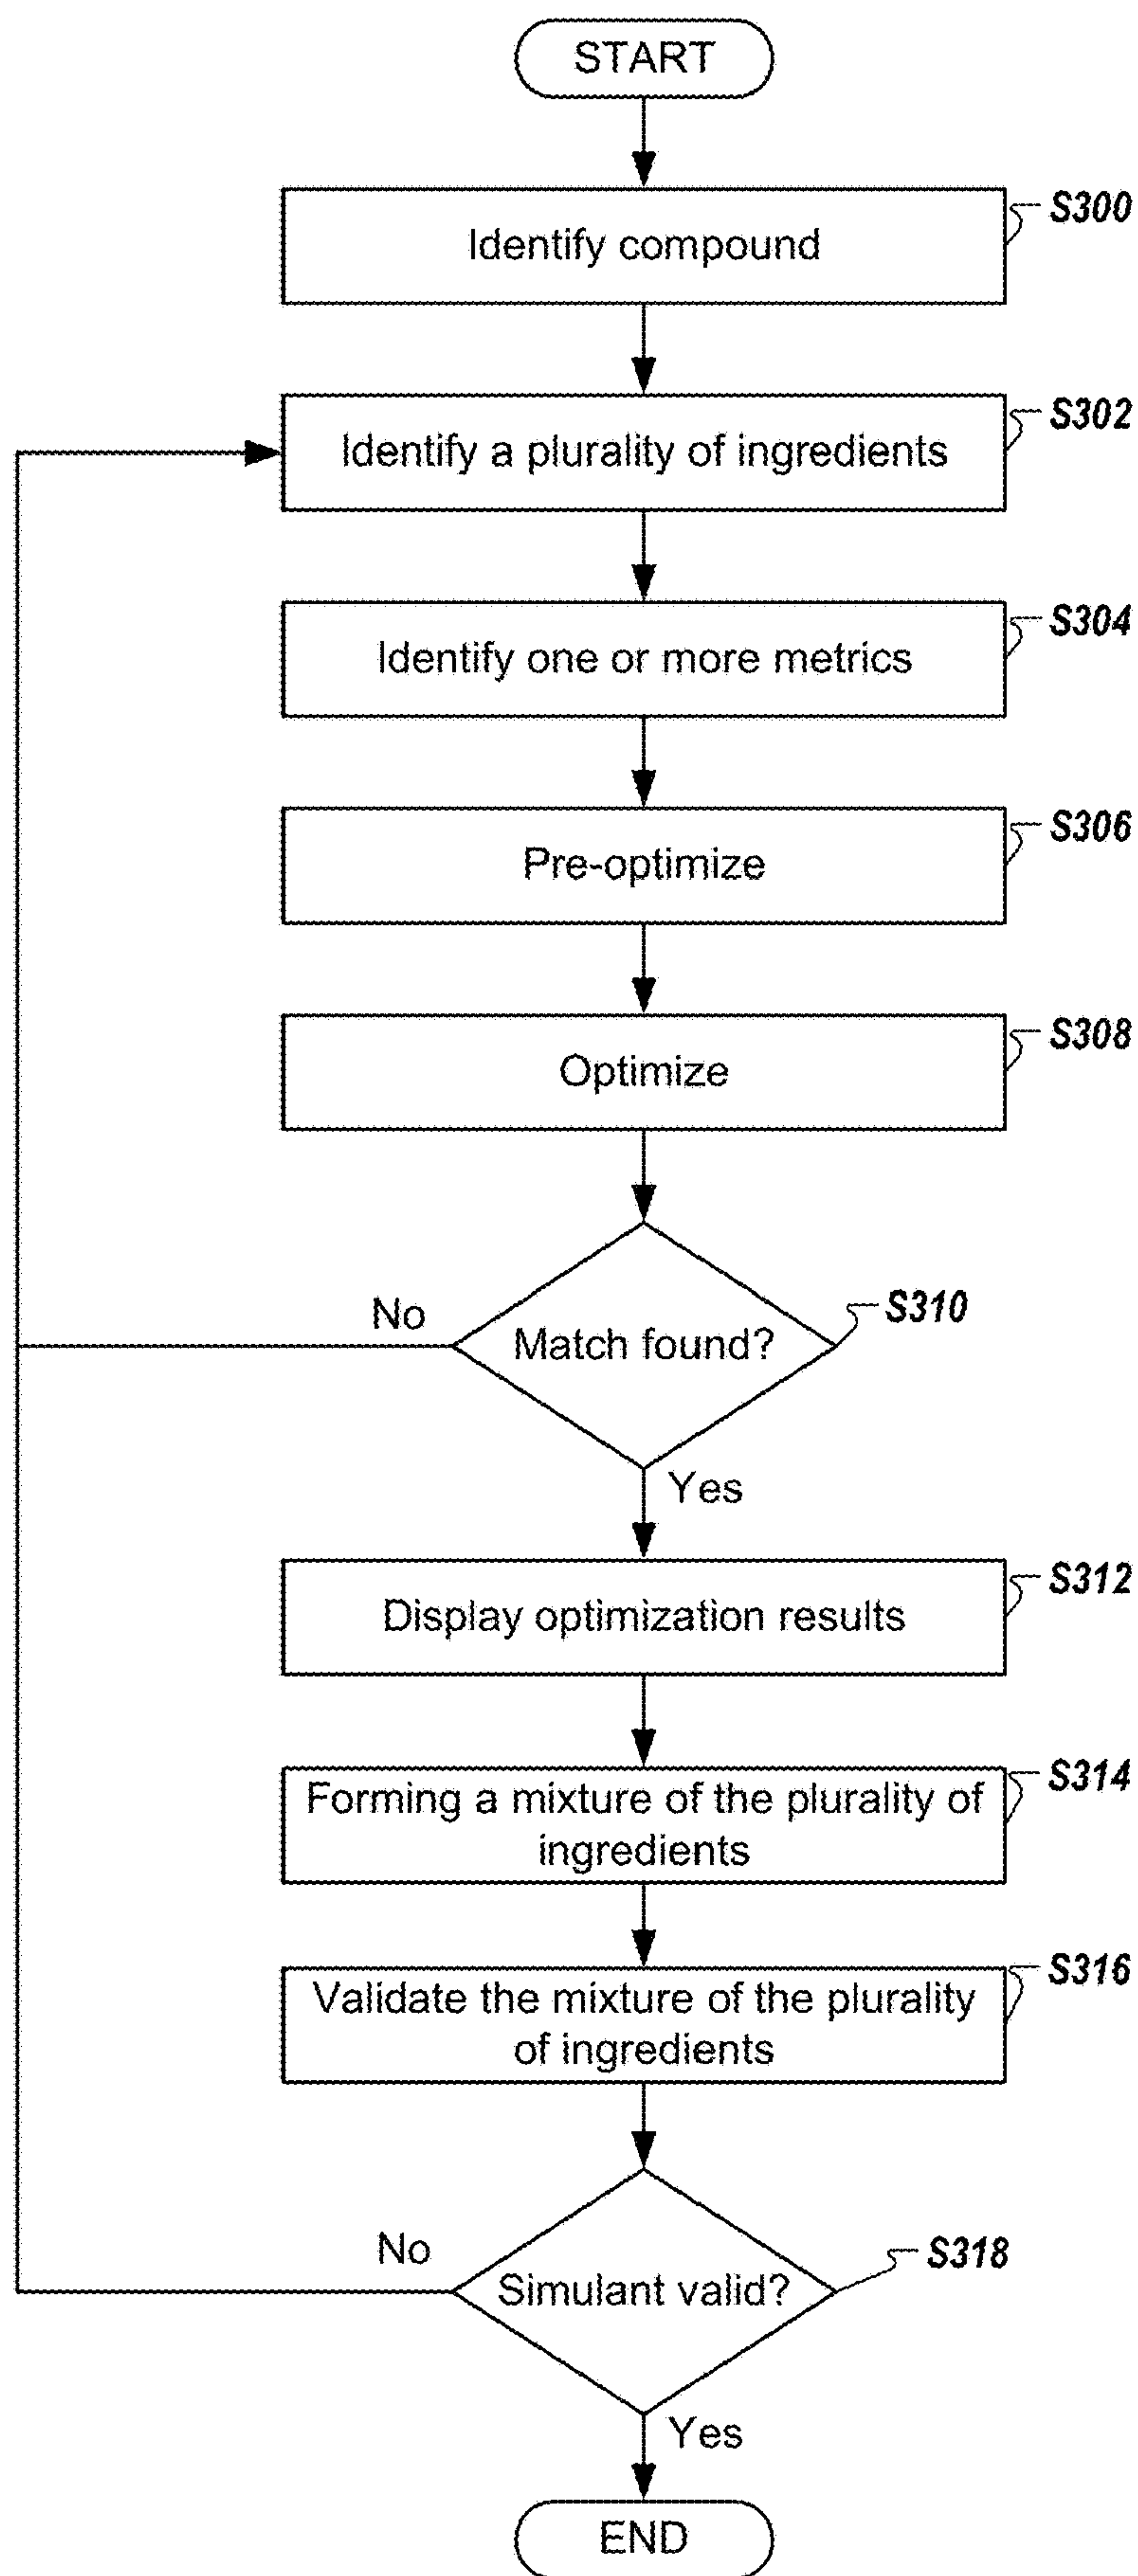 START
Identify compound
S300
Identify a plurality of ingredients
S302
Identify one or more metrics
S304
Pre-optimize
S306
Optimize
S308
No
Match found?
S310
Yes
Display optimization results
S312
Forming a mixture of the plurality of
ingredients
S314
Validate the mixture of the plurality
of ingredients
S316
No
Simulant valid?
S318
Yes
END